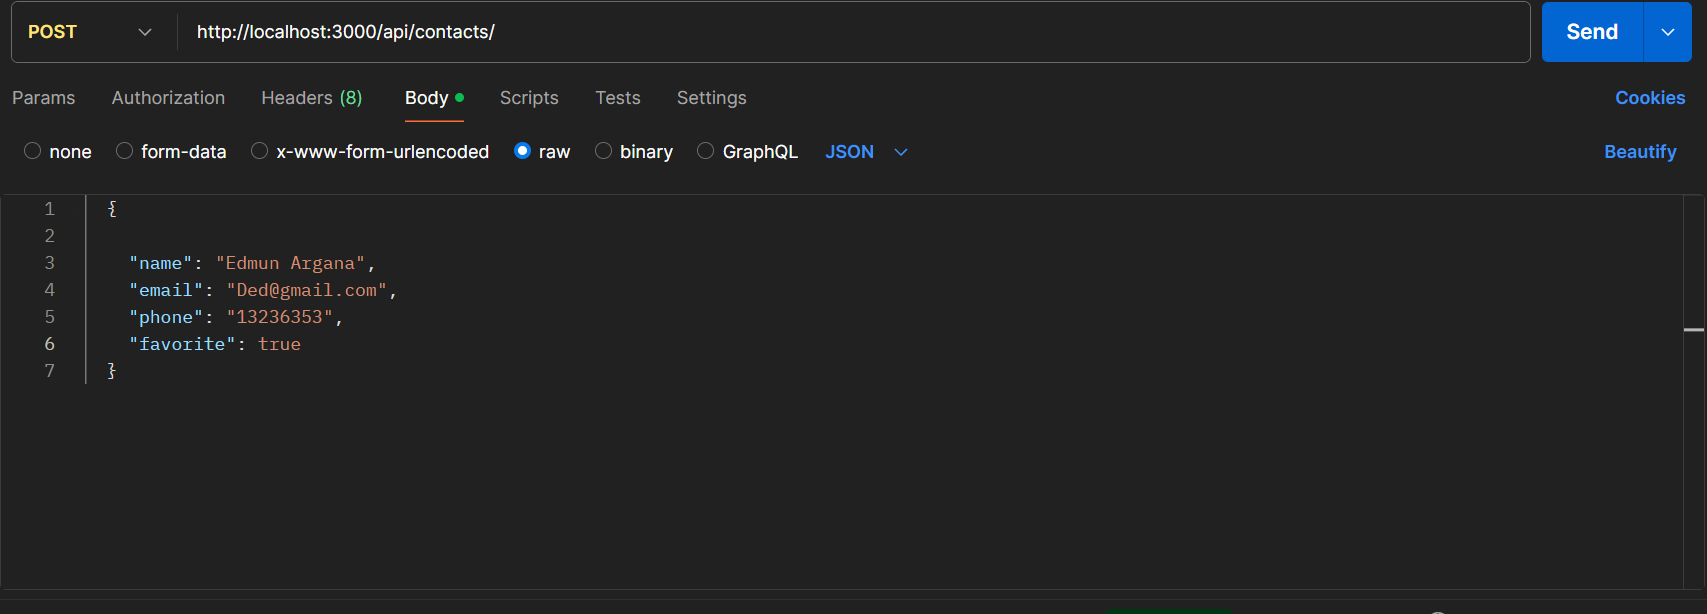 POST http://localhost:3000/api/contacts/ Send
Params Authorization Headers (8) Body Scripts Tests Settings Cookies
none form-data x-www-form-urlencoded raw binary GraphQL JSON Beautify
1 {
2
3 "name": "Edmun Argana",
4 "email": "Ded@gmail.com",
5 "phone": "13236353",
6 "favorite": true
7 }